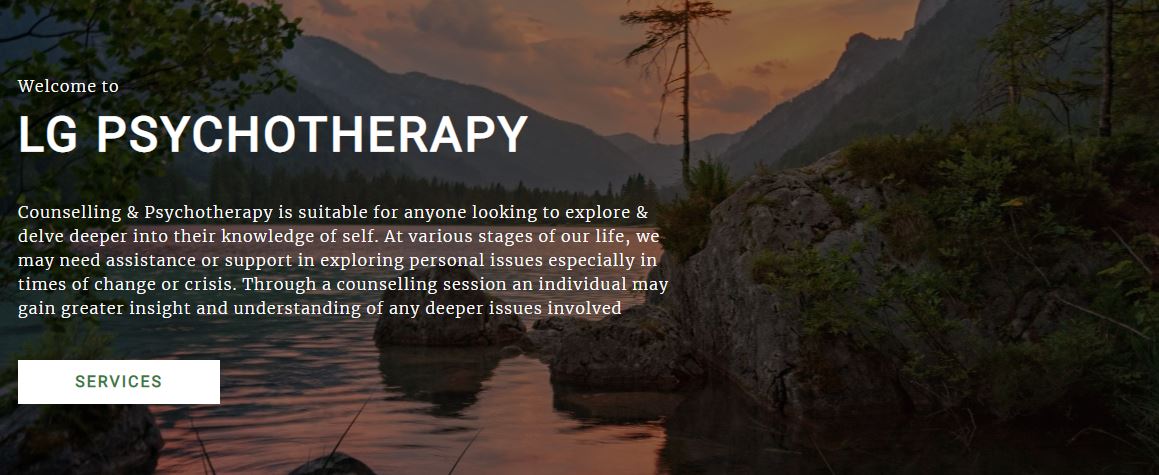 Welcome to
LG PSYCHOTHERAPY
Counselling & Psychotherapy is suitable for anyone looking to explore &
delve deeper into their knowledge of self. At various stages of our life, we
may need assistance or support in exploring personal issues especially in
times of change or crisis. Through a counselling session an individual may
gain greater insight and understanding of any deeper issues involved
SERVICES